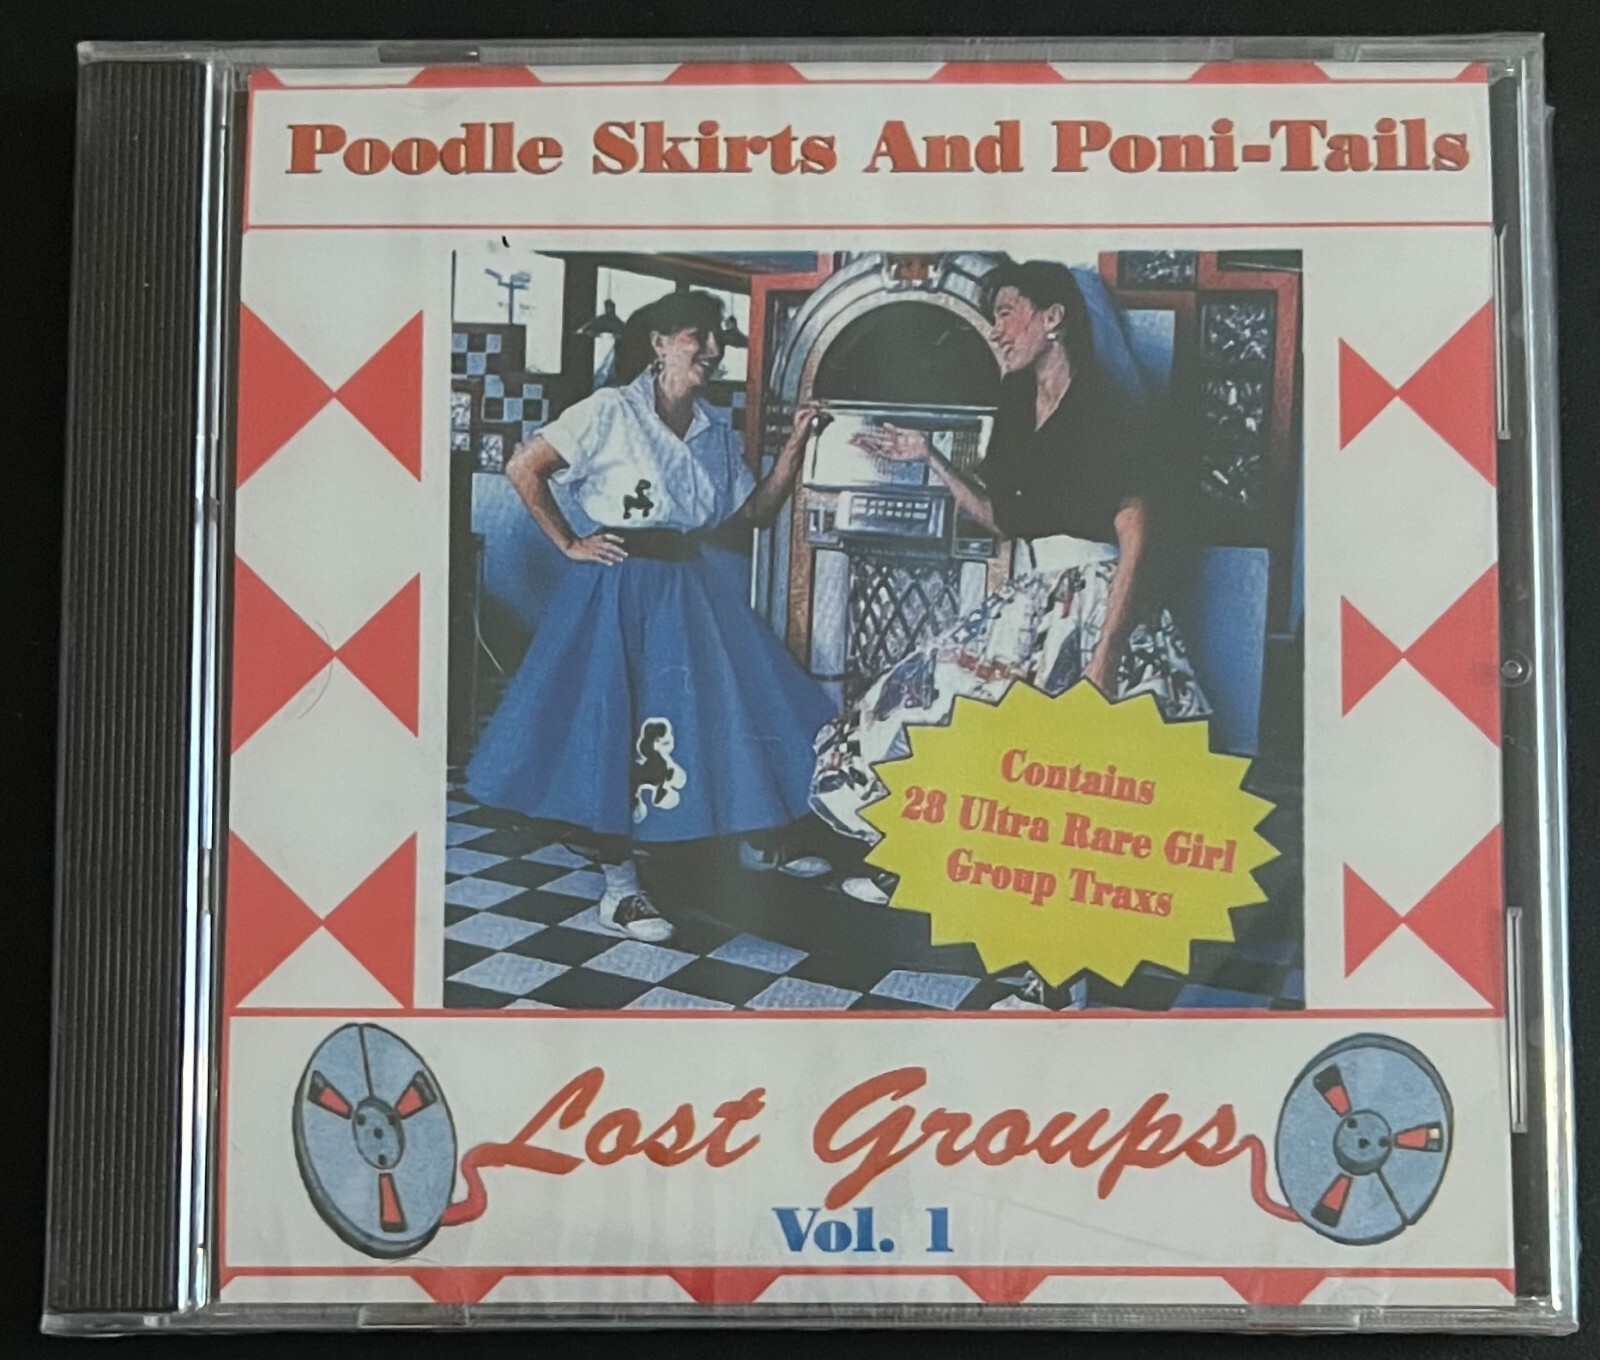 Poodle Skirts And Poni-Tails
Contains
28 Ultra Rare Girl
Group Traxs
Lost Groups
Vol. 1